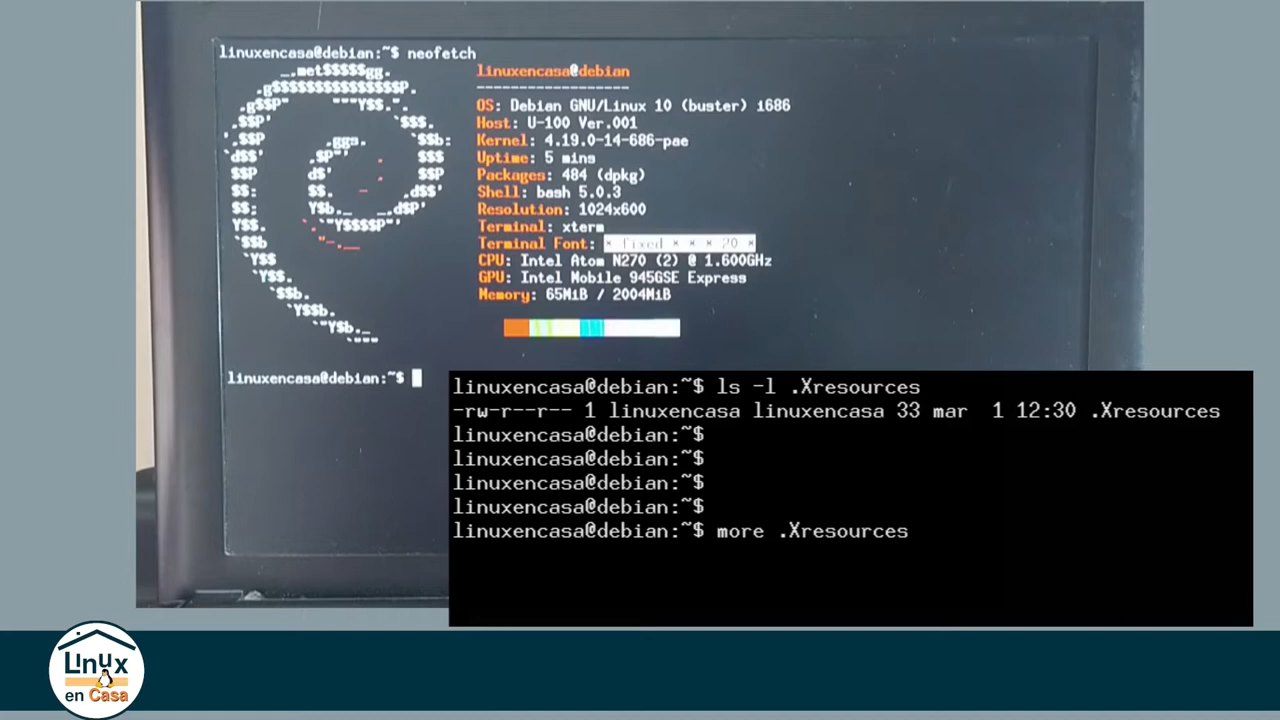 linuxencasa@debian:~$ neofetch
linuxencasa@debian
------------------
OS: Debian GNU/Linux 10 (buster) i686
Host: U-100 Ver.001
Kernel: 4.19.0-14-686-pae
Uptime: 5 mins
Packages: 484 (dpkg)
Shell: bash 5.0.3
Resolution: 1024x600
Terminal: xterm
Terminal Font: * fixed * * * 20 *
CPU: Intel Atom N270 (2) @ 1.600GHz
GPU: Intel Mobile 945GSE Express
Memory: 65MiB / 2004MiB
linuxencasa@debian:~$
linuxencasa@debian:~$ ls -l .Xresources
-rw-r--r-- 1 linuxencasa linuxencasa 33 mar  1 12:30 .Xresources
linuxencasa@debian:~$
linuxencasa@debian:~$
linuxencasa@debian:~$
linuxencasa@debian:~$
linuxencasa@debian:~$ more .Xresources
Linux
en Casa